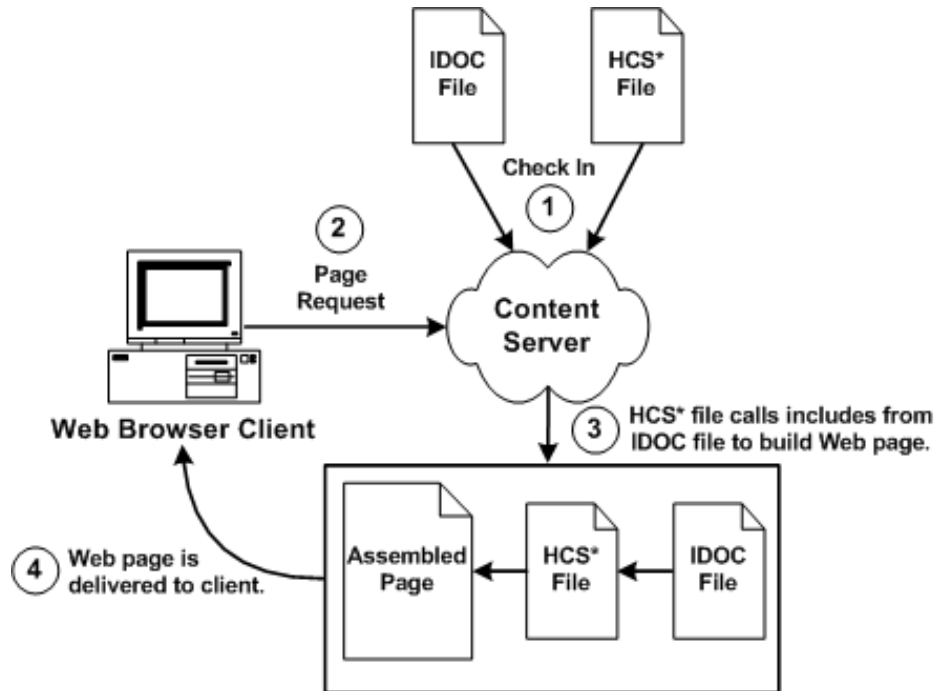 IDOC
File
HCS*
File
Check In
1
2
Page
Request
Content
Server
Web Browser Client
3
HCS* file calls includes from
IDOC file to build Web page.
Assembled
Page
HCS*
File
IDOC
File
4
Web page is
delivered to client.